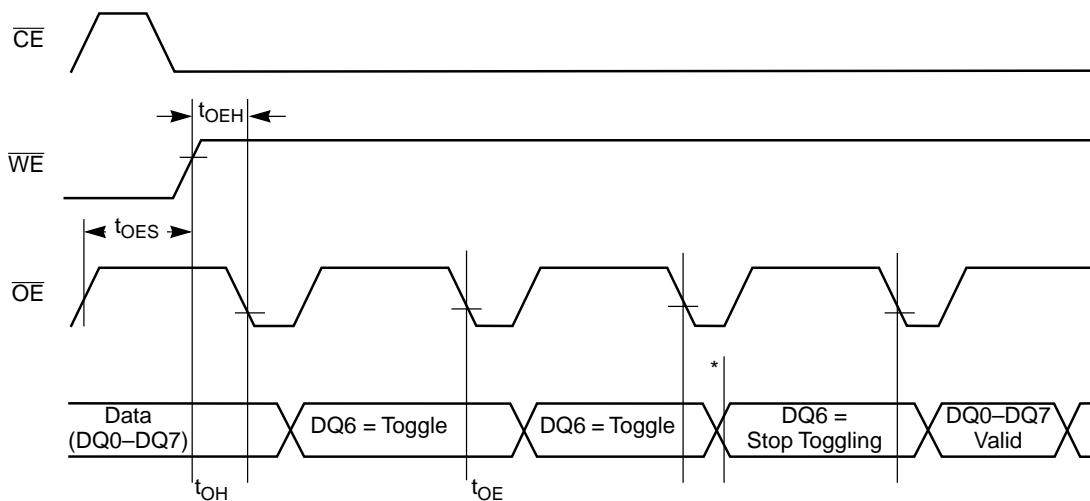 CE
tOEH
WE
tOES
OE
*
Data
(DQ0–DQ7)
DQ6 = Toggle
DQ6 = Toggle
DQ6 =
Stop Toggling
DQ0–DQ7
Valid
tOH
tOE